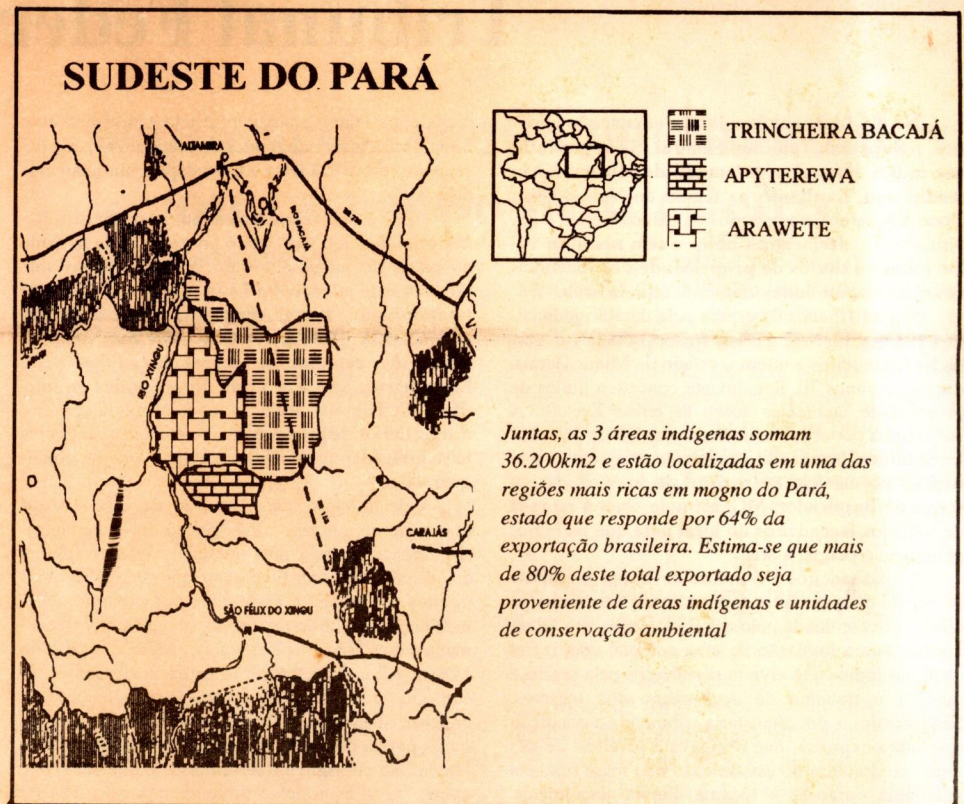 SUDESTE DO PARÁ
ALTAMIRA
RIO BACAJÁ
RIO XINGU
CARAJÁS
SÃO FÉLIX DO XINGU
TRINCHEIRA BACAJÁ
APYTEREWA
ARAWETE
Juntas, as 3 áreas indígenas somam
36.200km2 e estão localizadas em uma das
regiões mais ricas em mogno do Pará,
estado que responde por 64% da
exportação brasileira. Estima-se que mais
de 80% deste total exportado seja
proveniente de áreas indígenas e unidades
de conservação ambiental